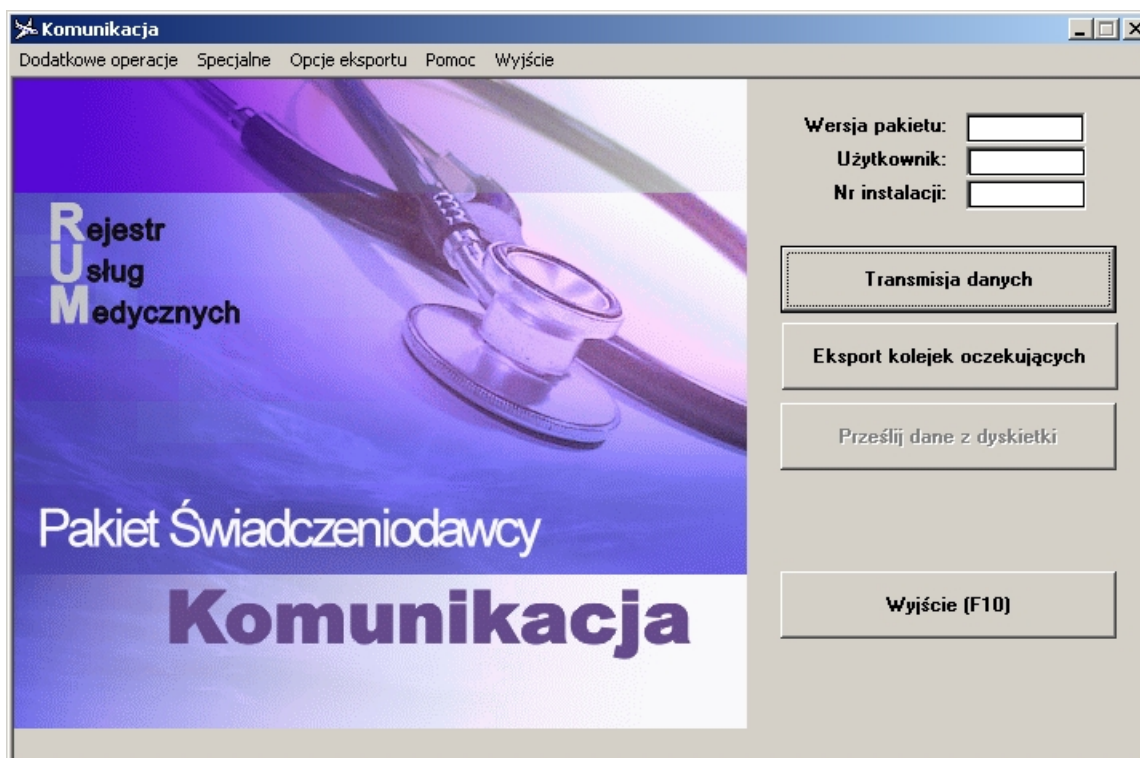 Komunikacja
Dodatkowe operacje Specjalne Opcje eksportu Pomoc Wyjście
Wersja pakietu:
Użytkownik:
Nr instalacji:
Rejestr
Usług
Medycznych
Transmisja danych
Eksport kolejek oczekujących
Prześlij dane z dyskietki
Pakiet Świadczeniodawcy
Komunikacja
Wyjście (F10)